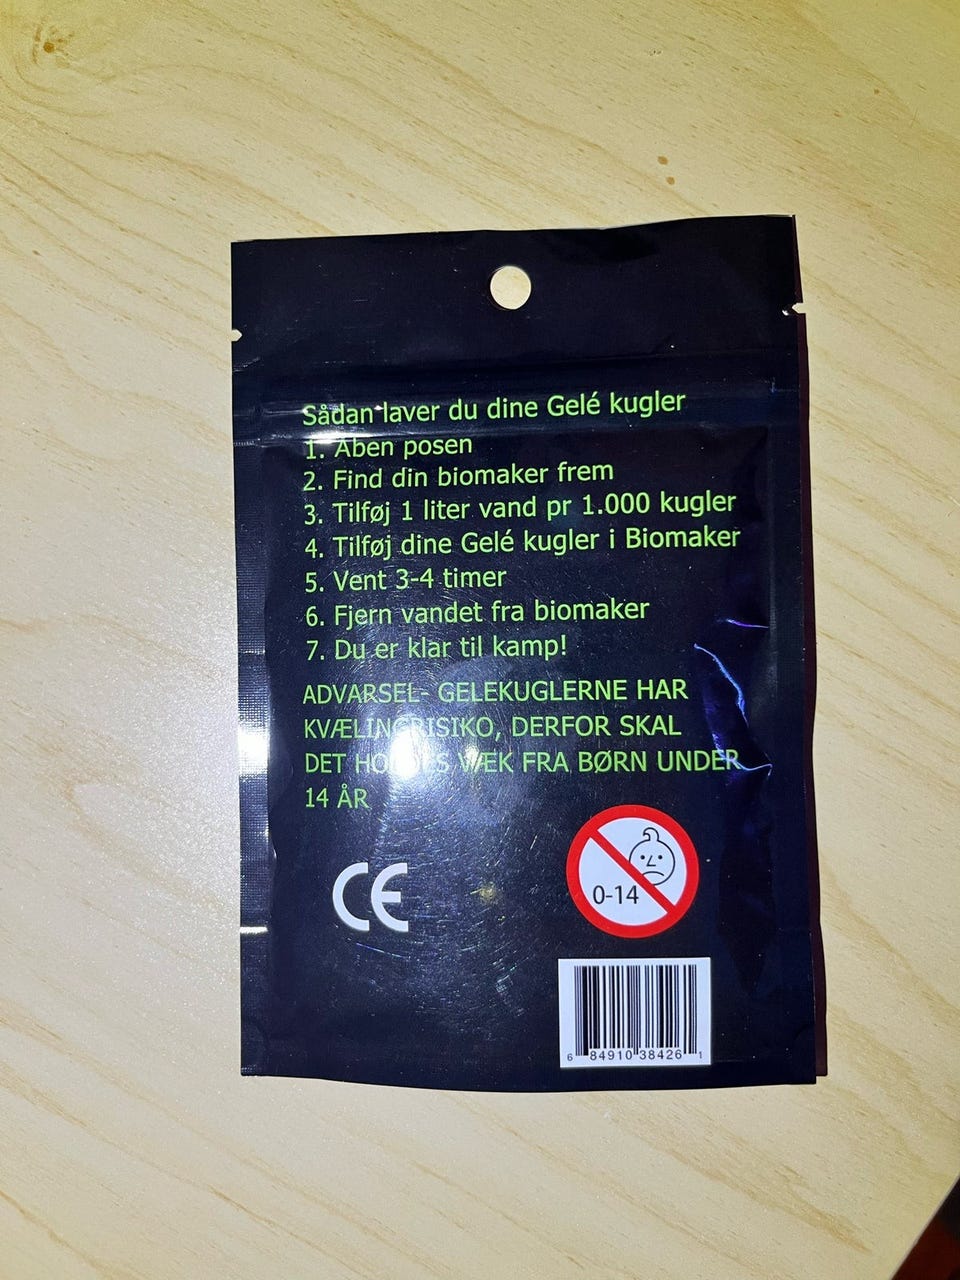 Sådan laver du dine Gelé kugler
1. Åben posen
2. Find din biomaker frem
3. Tilføj 1 liter vand pr 1.000 kugler
4. Tilføj dine Gelé kugler i Biomaker
5. Vent 3-4 timer
6. Fjern vandet fra biomaker
7. Du er klar til kamp!
ADVARSEL- GELEKUGLERNE HAR
KVÆLINGRISIKO, DERFOR SKAL
DET HOLDES VÆK FRA BØRN UNDER
14 ÅR
CE
0-14
6 84910 38426 1